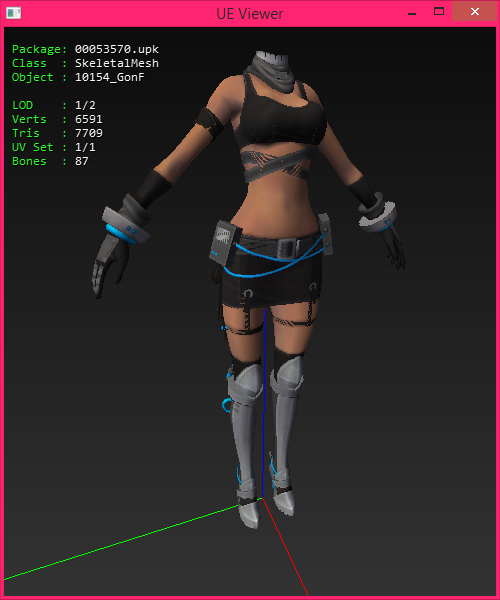 UE Viewer
Package: 00053570.upk
Class : SkeletalMesh
Object : 10154_GonF
LOD : 1/2
Verts : 6591
Tris : 7709
UV Set : 1/1
Bones : 87